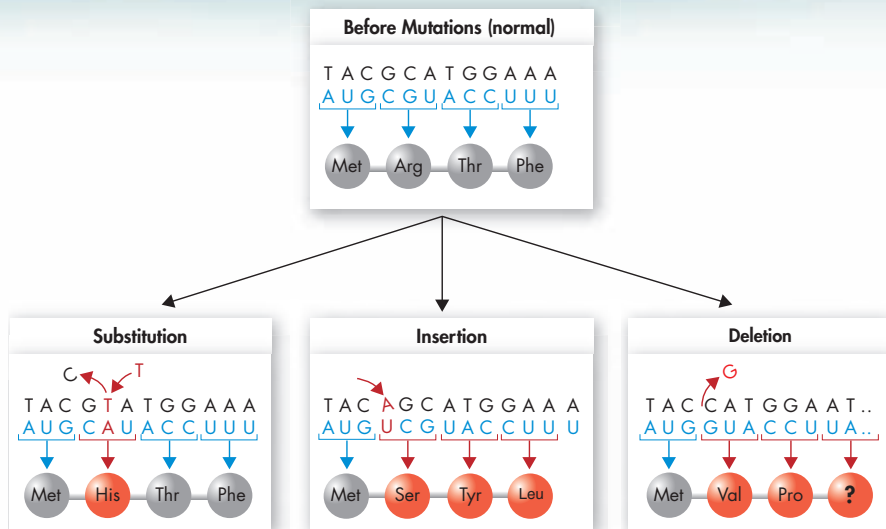 Before Mutations (normal)
T A C G C A T G G A A A
A U G C G U A C C U U U
Met Arg Thr Phe
Substitution
C T
T A C G T A T G G A A A
A U G C A U A C C U U U
Met His Thr Phe
Insertion
T A C A G C A T G G A A A
A U G U C G U A C C U U U
Met Ser Tyr Leu
Deletion
G
T A C C A T G G A A T..
A U G G U A C C U U A..
Met Val Pro ?